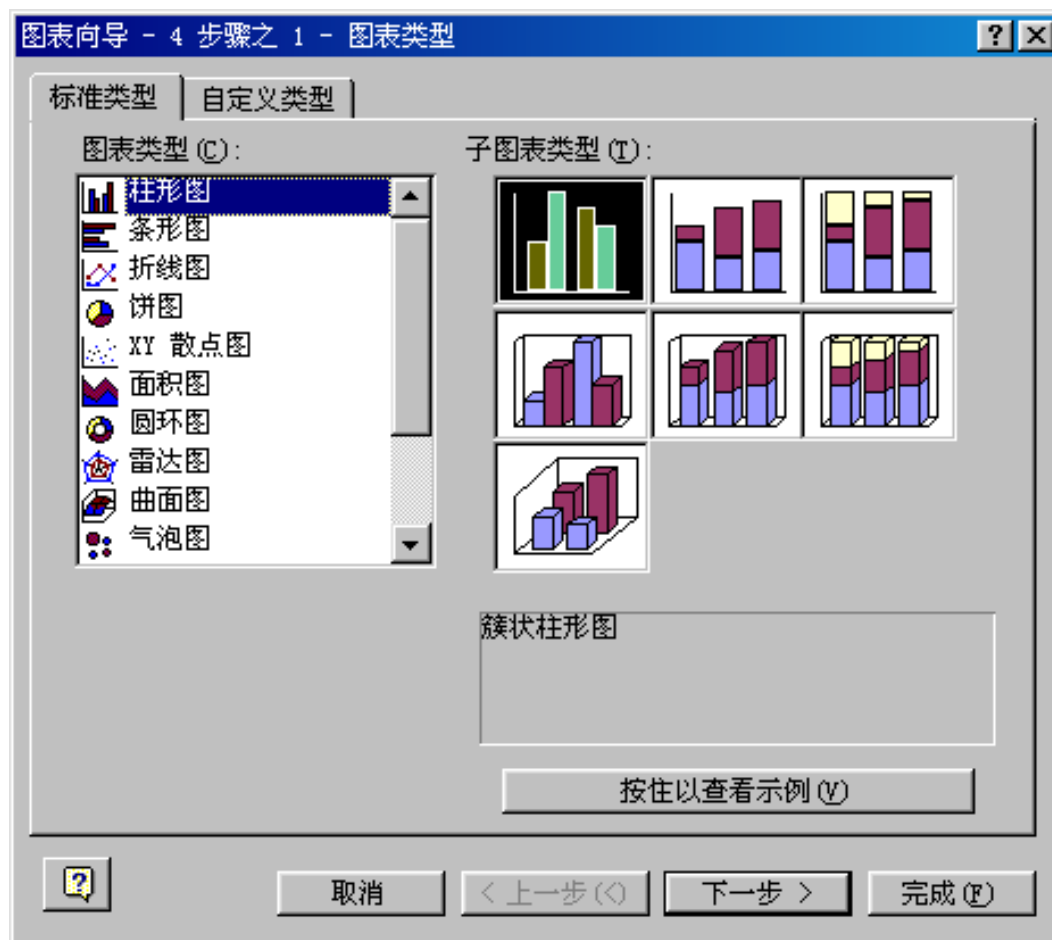 图表向导 - 4 步骤之 1 - 图表类型
标准类型 自定义类型
图表类型(C):
柱形图
条形图
折线图
饼图
XY 散点图
面积图
圆环图
雷达图
曲面图
气泡图
子图表类型(T):
簇状柱形图
按住以查看示例(V)
取消 < 上一步(<) 下一步 > 完成(F)